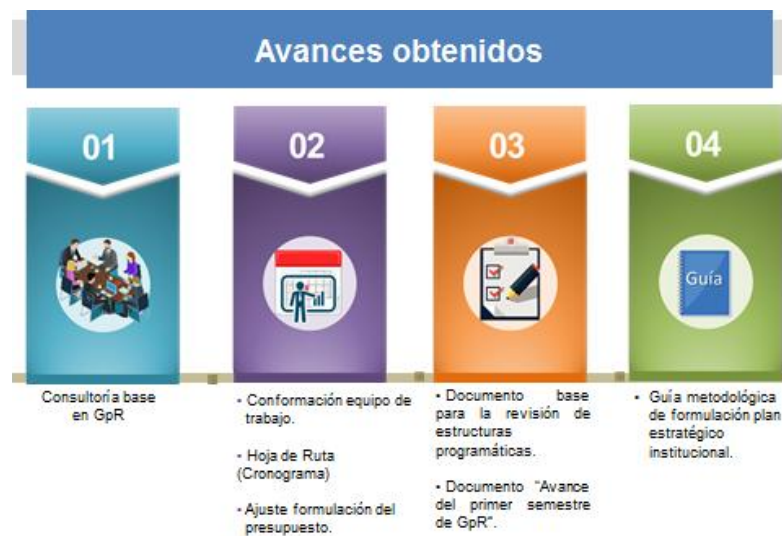 Avances obtenidos
01
02
03
04
Guía
Consultoría base
en GpR
▪ Conformación equipo de
trabajo.
▪ Hoja de Ruta
(Cronograma)
▪ Ajuste formulación del
presupuesto.
▪ Documento base
para la revisión de
estructuras
programáticas.
▪ Documento "Avance
del primer semestre
de GpR".
▪ Guía metodológica
de formulación plan
estratégico
institucional.